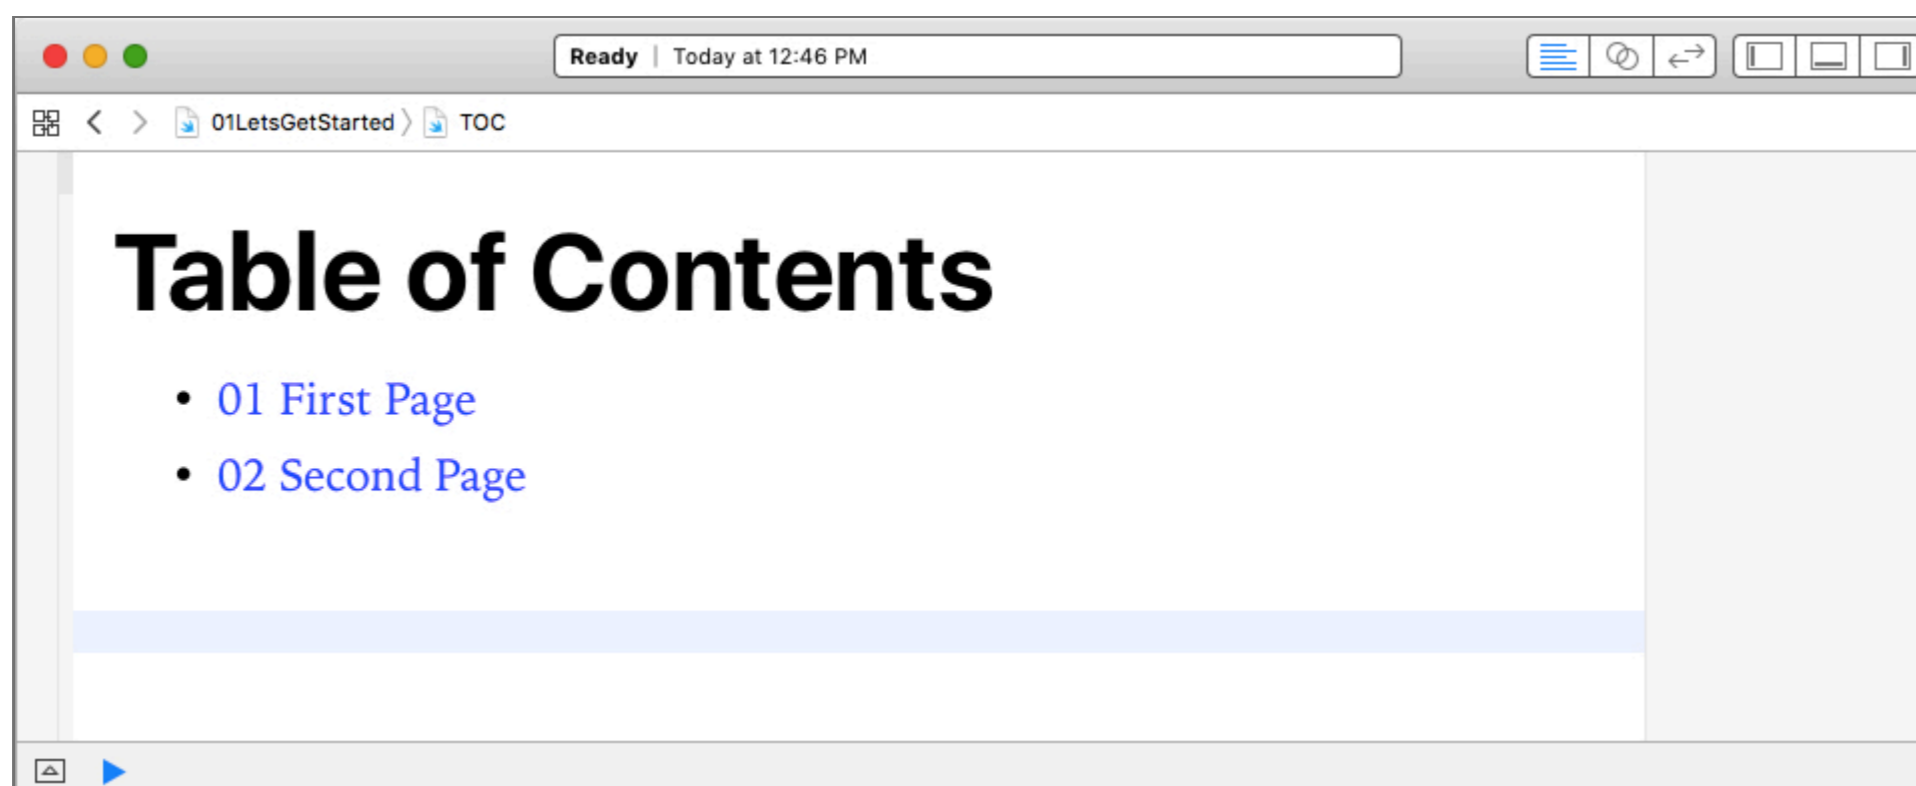 Ready | Today at 12:46 PM
01LetsGetStarted 〉 TOC
Table of Contents
• 01 First Page
• 02 Second Page